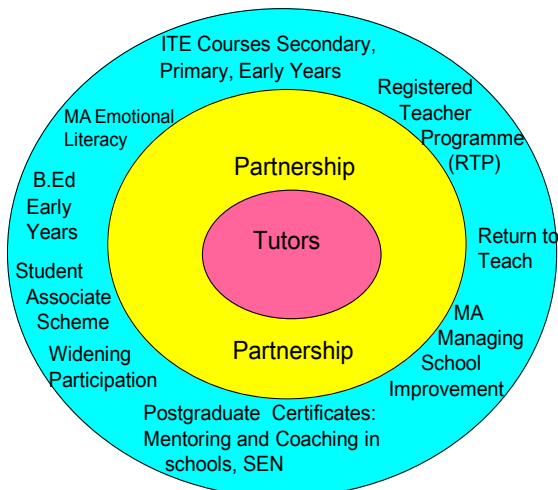 ITE Courses Secondary,
Primary, Early Years
Registered
Teacher
Programme
(RTP)
MA Emotional
Literacy
Partnership
B.Ed
Early
Years
Tutors
Return to
Teach
Student
Associate
Scheme
MA
Managing
School
Improvement
Widening
Participation
Partnership
Postgraduate Certificates:
Mentoring and Coaching in
schools, SEN